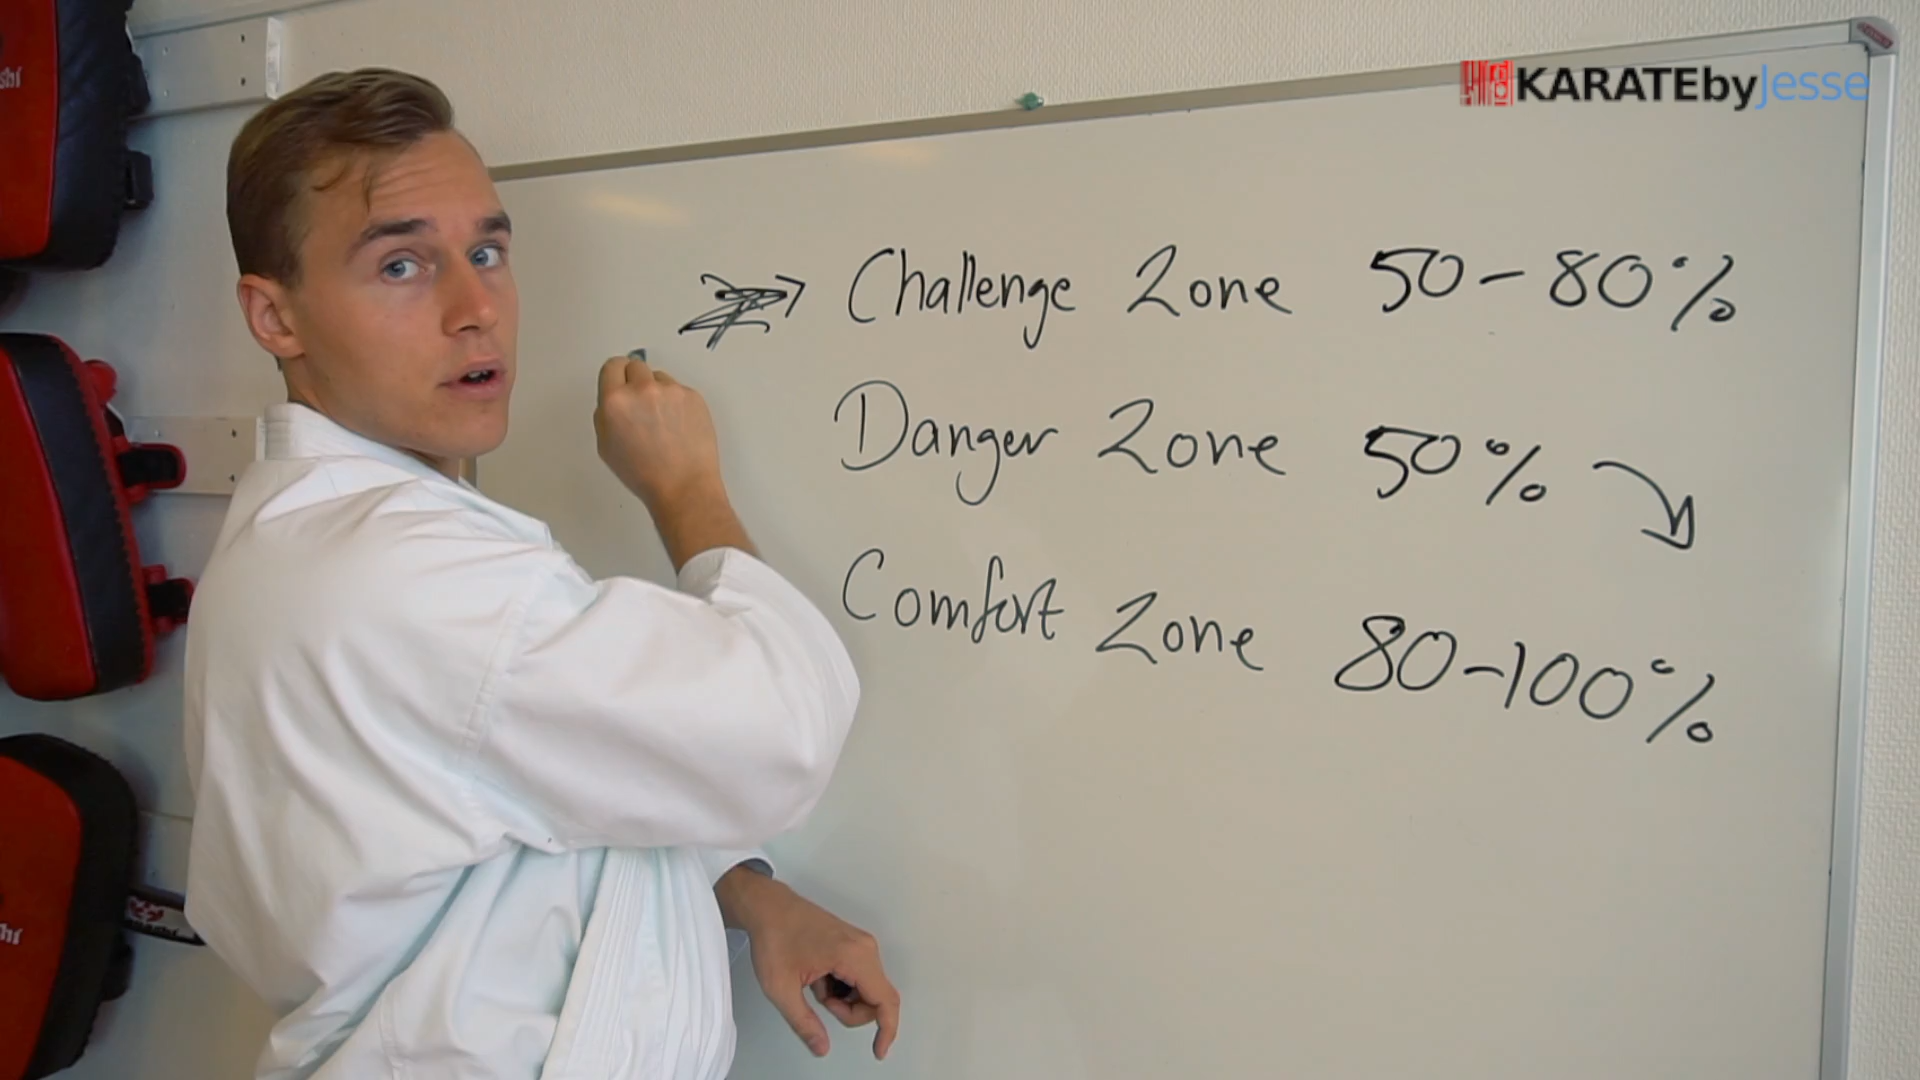 KARATEbyJesse
Challenge Zone 50-80%
Danger Zone 50%
Comfort Zone 80-100%